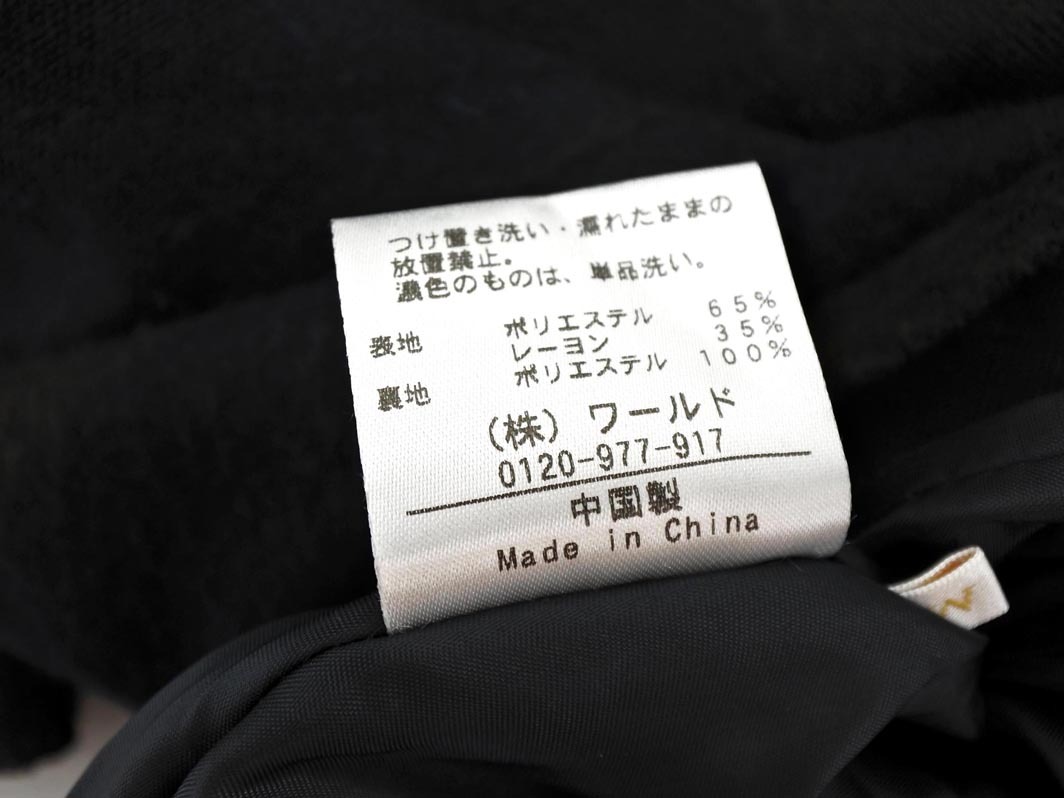 つけ置き洗い・濡れたままの
放置禁止。
濃色のものは、単品洗い。
表地 ポリエステル 65%
レーヨン 35%
裏地 ポリエステル 100%
(株) ワールド
0120-977-917
中国製
Made in China